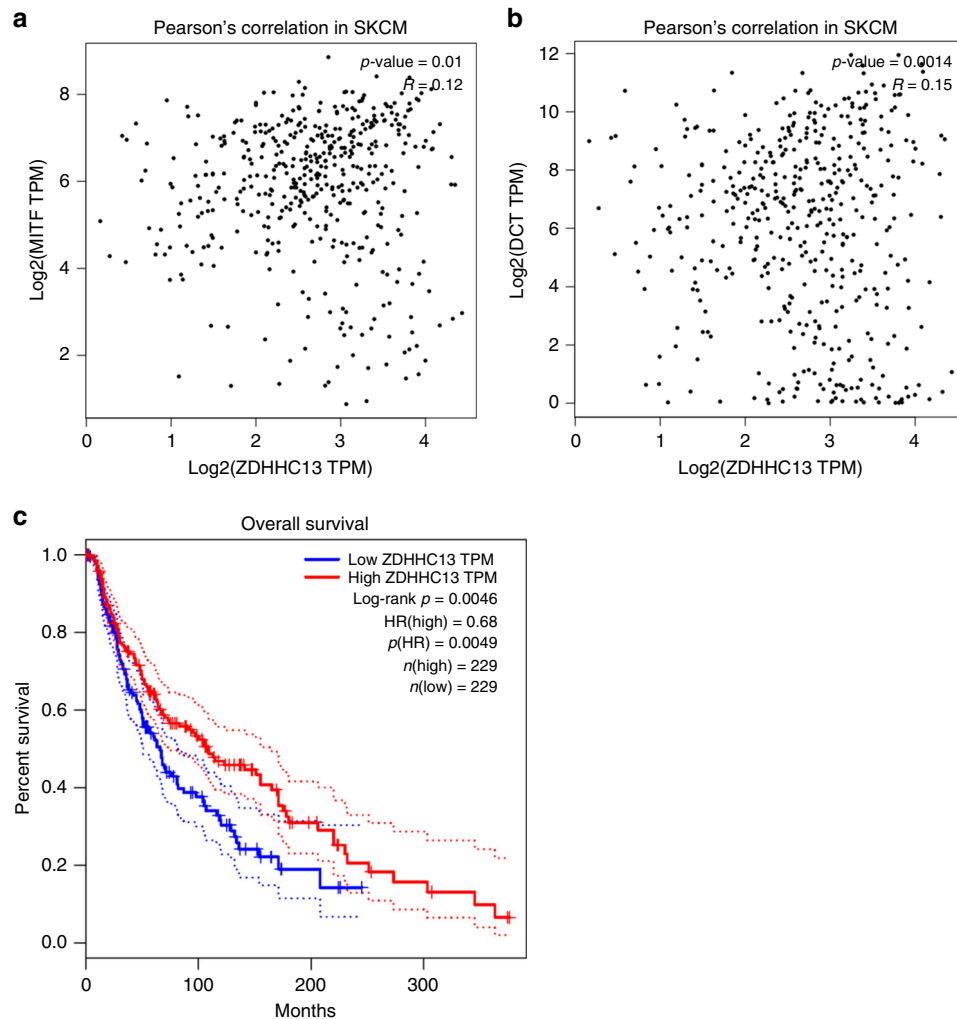 a
Pearson's correlation in SKCM
p-value = 0.01
R = 0.12
Log2(MITF TPM)
8
6
4
2
0 1 2 3 4
Log2(ZDHHC13 TPM)
b
Pearson's correlation in SKCM
p-value = 0.0014
R = 0.15
Log2(DCT TPM)
12
10
8
6
4
2
0
0 1 2 3 4
Log2(ZDHHC13 TPM)
c
Overall survival
Low ZDHHC13 TPM
High ZDHHC13 TPM
Log-rank p = 0.0046
HR(high) = 0.68
p(HR) = 0.0049
n(high) = 229
n(low) = 229
Percent survival
1.0
0.8
0.6
0.4
0.2
0.0
0 100 200 300
Months